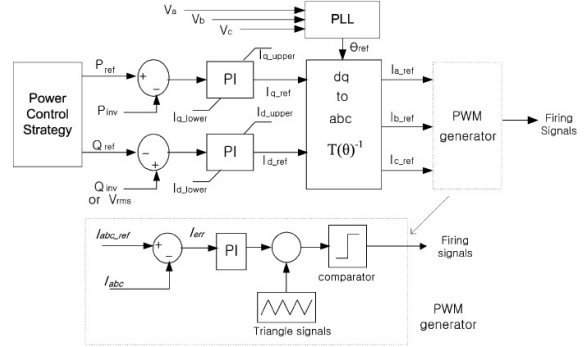 Va
Vb
Vc
PLL
θref
Power
Control
Strategy
Pref
+
−
Pinv
PI
Iq_upper
Iq_lower
Iq_ref
Qref
−
+
Qinv
or Vrms
PI
Id_upper
Id_lower
Id_ref
dq
to
abc
T(θ)⁻¹
Ia_ref
Ib_ref
Ic_ref
PWM
generator
Firing
Signals
Iabc_ref
+
−
Iabc
Ierr
PI
comparator
Triangle signals
Firing
signals
PWM
generator